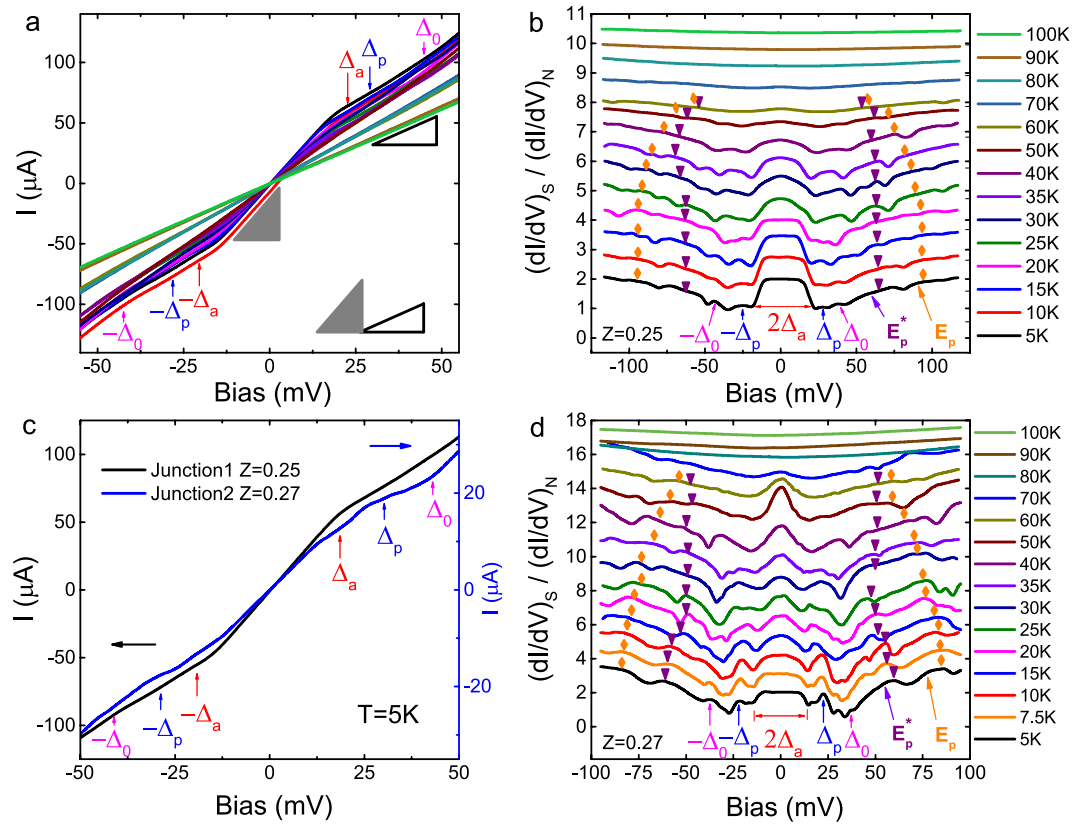 a
100
50
0
-50
-100
I (μA)
-50 -25 0 25 50
Bias (mV)
Δa
Δp
Δ0
-Δ0
-Δp
-Δa
b
11
10
9
8
7
6
5
4
3
2
1
0
(dI/dV)S / (dI/dV)N
-100 -50 0 50 100
Bias (mV)
Z=0.25
-Δ0
-Δp
2Δa
Δp
Δ0
E*p
Ep
100K
90K
80K
70K
60K
50K
40K
35K
30K
25K
20K
15K
10K
5K
c
100
50
0
-50
-100
I (μA)
20
0
-20
I (μA)
-50 -25 0 25 50
Bias (mV)
Junction1 Z=0.25
Junction2 Z=0.27
Δ0
Δp
Δa
-Δ0
-Δp
-Δa
T=5K
d
18
16
14
12
10
8
6
4
2
0
(dI/dV)S / (dI/dV)N
-100 -75 -50 -25 0 25 50 75 100
Bias (mV)
Z=0.27
-Δ0
-Δp
2Δa
Δp
Δ0
E*p
Ep
100K
90K
80K
70K
60K
50K
40K
35K
30K
25K
20K
15K
10K
7.5K
5K